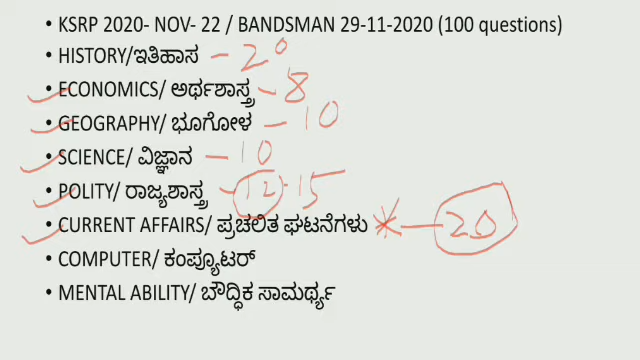 • KSRP 2020- NOV- 22 / BANDSMAN 29-11-2020 (100 questions)
• HISTORY/ಇತಿಹಾಸ - 20
• ECONOMICS/ ಅರ್ಥಶಾಸ್ತ್ರ - 8
• GEOGRAPHY/ ಭೂಗೋಳ - 10
• SCIENCE/ ವಿಜ್ಞಾನ - 10
• POLITY/ ರಾಜ್ಯಶಾಸ್ತ್ರ - 12 - 15
• CURRENT AFFAIRS/ ಪ್ರಚಲಿತ ಘಟನೆಗಳು * - 20
• COMPUTER/ ಕಂಪ್ಯೂಟರ್
• MENTAL ABILITY/ ಬೌದ್ಧಿಕ ಸಾಮರ್ಥ್ಯ